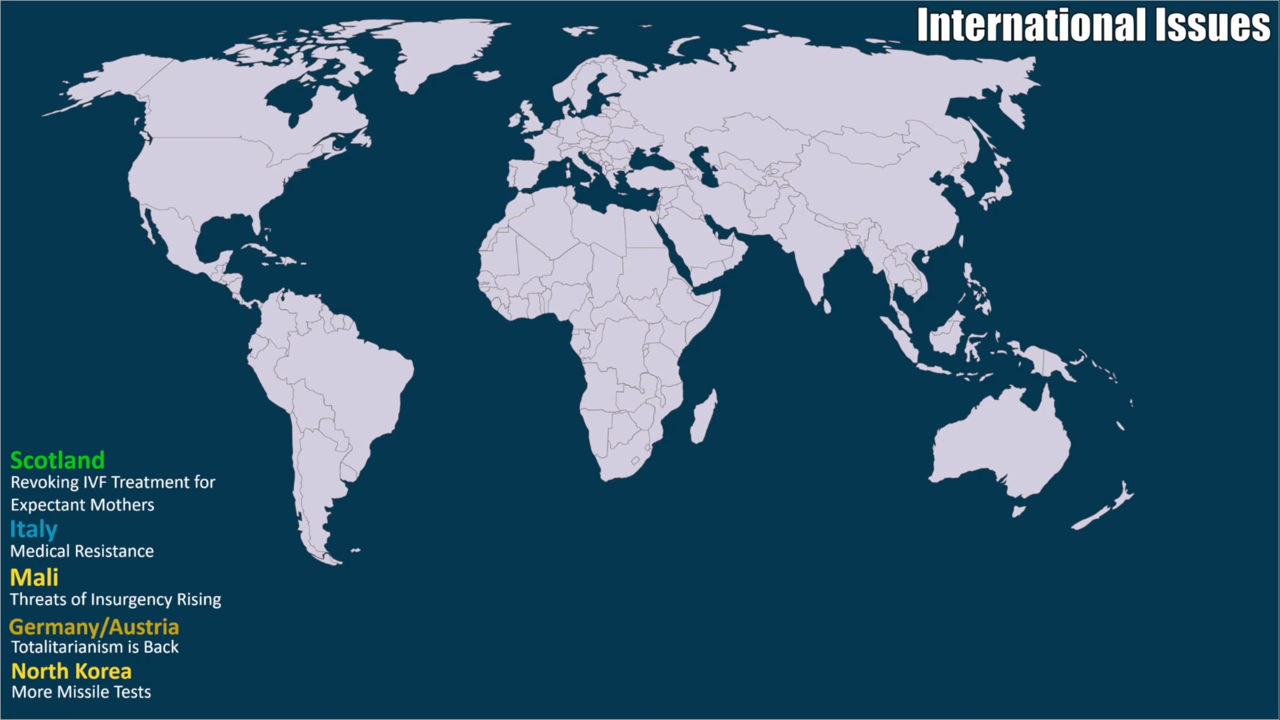 International Issues
Scotland
Revoking IVF Treatment for
Expectant Mothers
Italy
Medical Resistance
Mali
Threats of Insurgency Rising
Germany/Austria
Totalitarianism is Back
North Korea
More Missile Tests